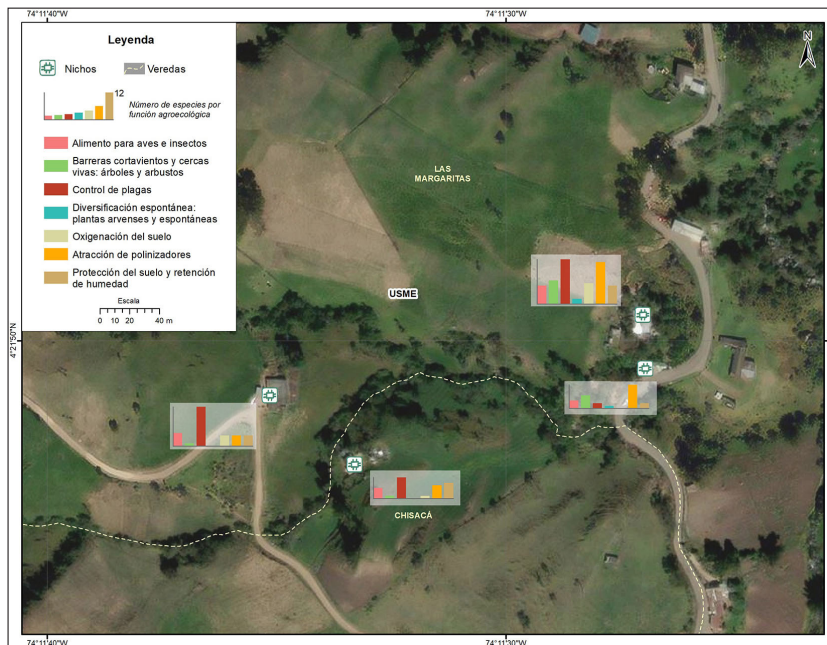 74°11'40"W
74°11'30"W
Leyenda
Nichos
Veredas
12
Número de especies por
función agroecológica
Alimento para aves e insectos
Barreras cortavientos y cercas
vivas: árboles y arbustos
Control de plagas
Diversificación espontánea:
plantas arvenses y espontáneas
Oxigenación del suelo
Atracción de polinizadores
Protección del suelo y retención
de humedad
Escala
0 10 20 40 m
N
LAS
MARGARITAS
USME
4°21'50"N
4°21'50"N
CHISACÁ
74°11'40"W
74°11'30"W